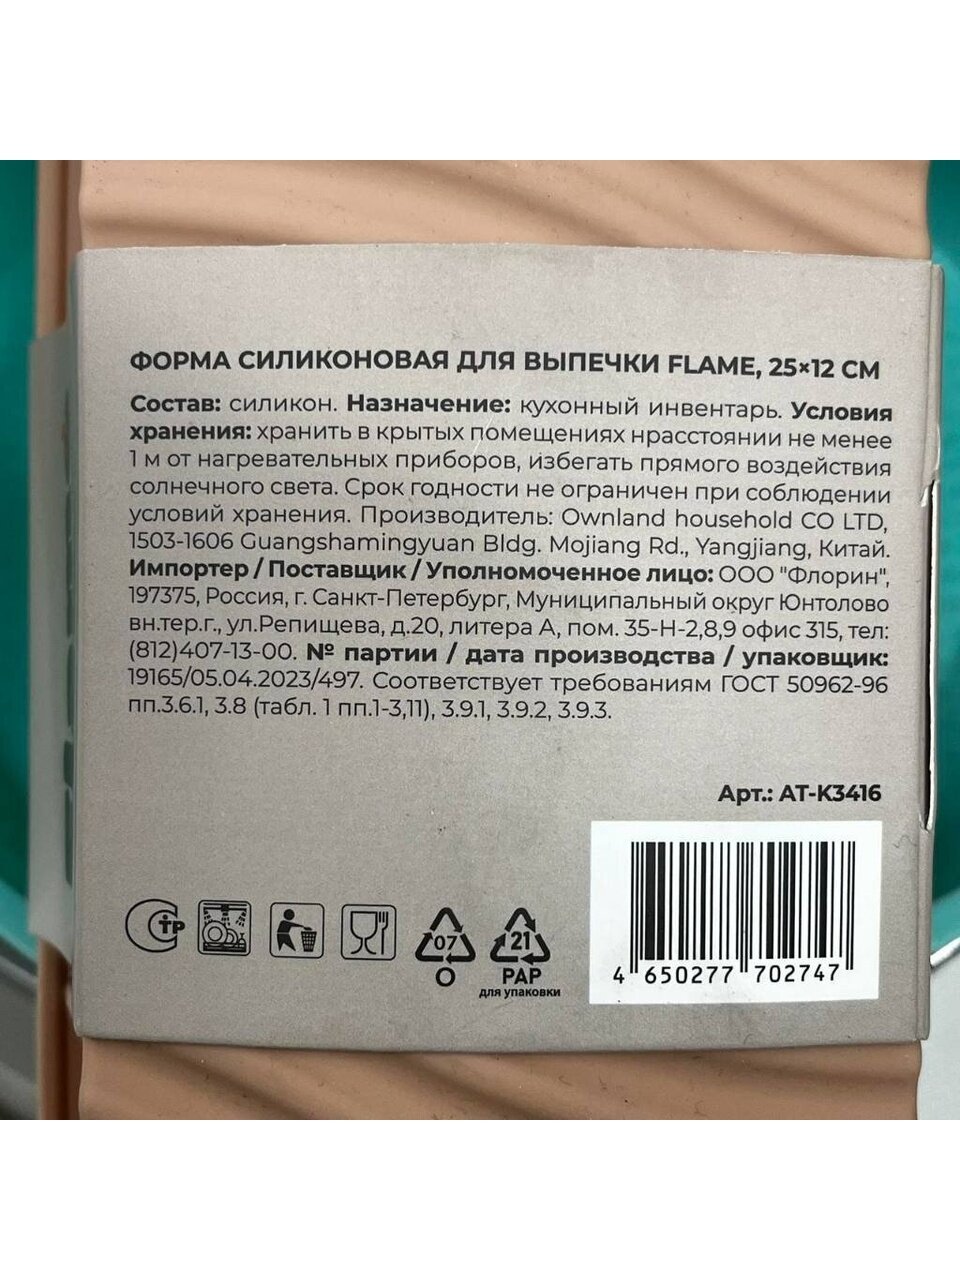 ФОРМА СИЛИКОНОВАЯ ДЛЯ ВЫПЕЧКИ FLAME, 25×12 СМ
Состав: силикон. Назначение: кухонный инвентарь. Условия
хранения: хранить в крытых помещениях нрасстоянии не менее
1 м от нагревательных приборов, избегать прямого воздействия
солнечного света. Срок годности не ограничен при соблюдении
условий хранения. Производитель: Ownland household CO LTD,
1503-1606 Guangshamingyuan Bldg. Mojiang Rd., Yangjiang, Китай.
Импортер / Поставщик / Уполномоченное лицо: ООО "Флорин",
197375, Россия, г. Санкт-Петербург, Муниципальный округ Юнтолово
вн.тер.г., ул.Репищева, д.20, литера А, пом. 35-Н-2,8,9 офис 315, тел:
(812)407-13-00. № партии / дата производства / упаковщик:
19165/05.04.2023/497. Соответствует требованиям ГОСТ 50962-96
пп.3.6.1, 3.8 (табл. 1 пп.1-3,11), 3.9.1, 3.9.2, 3.9.3.
Арт.: AT-K3416
СТР
07
O
21
PAP
для упаковки
4 650277 702747